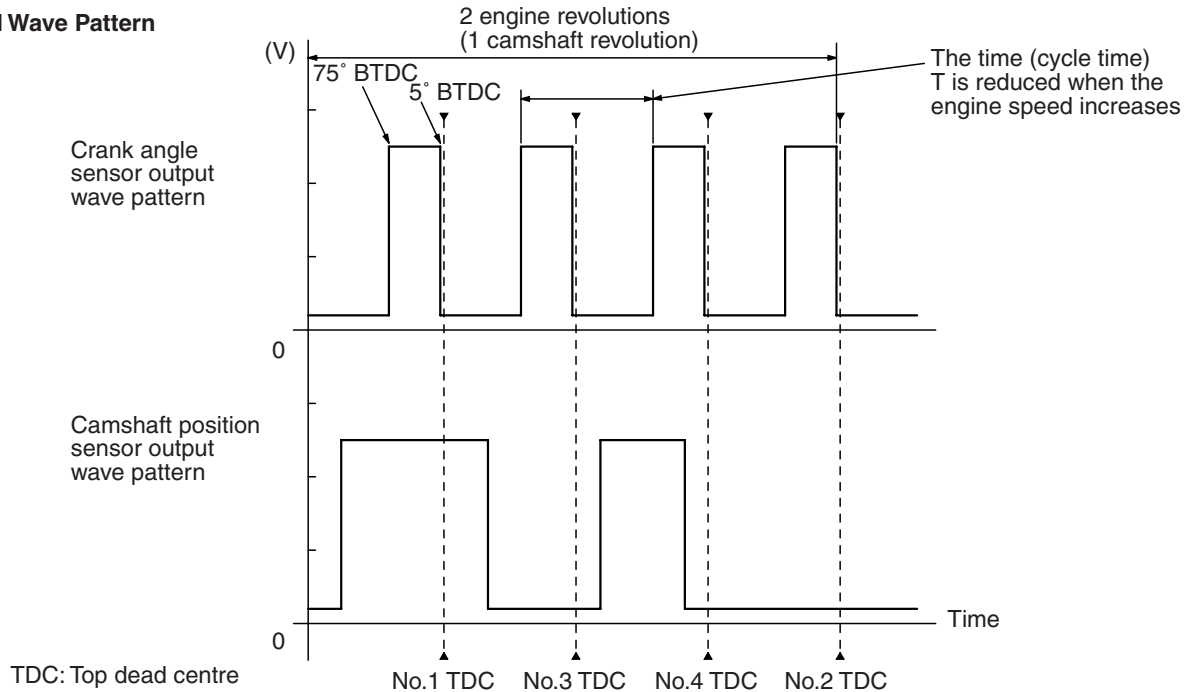 Wave Pattern
2 engine revolutions
(1 camshaft revolution)
(V)
75° BTDC
5° BTDC
The time (cycle time)
T is reduced when the
engine speed increases
Crank angle
sensor output
wave pattern
0
Camshaft position
sensor output
wave pattern
0
Time
TDC: Top dead centre
No.1 TDC
No.3 TDC
No.4 TDC
No.2 TDC